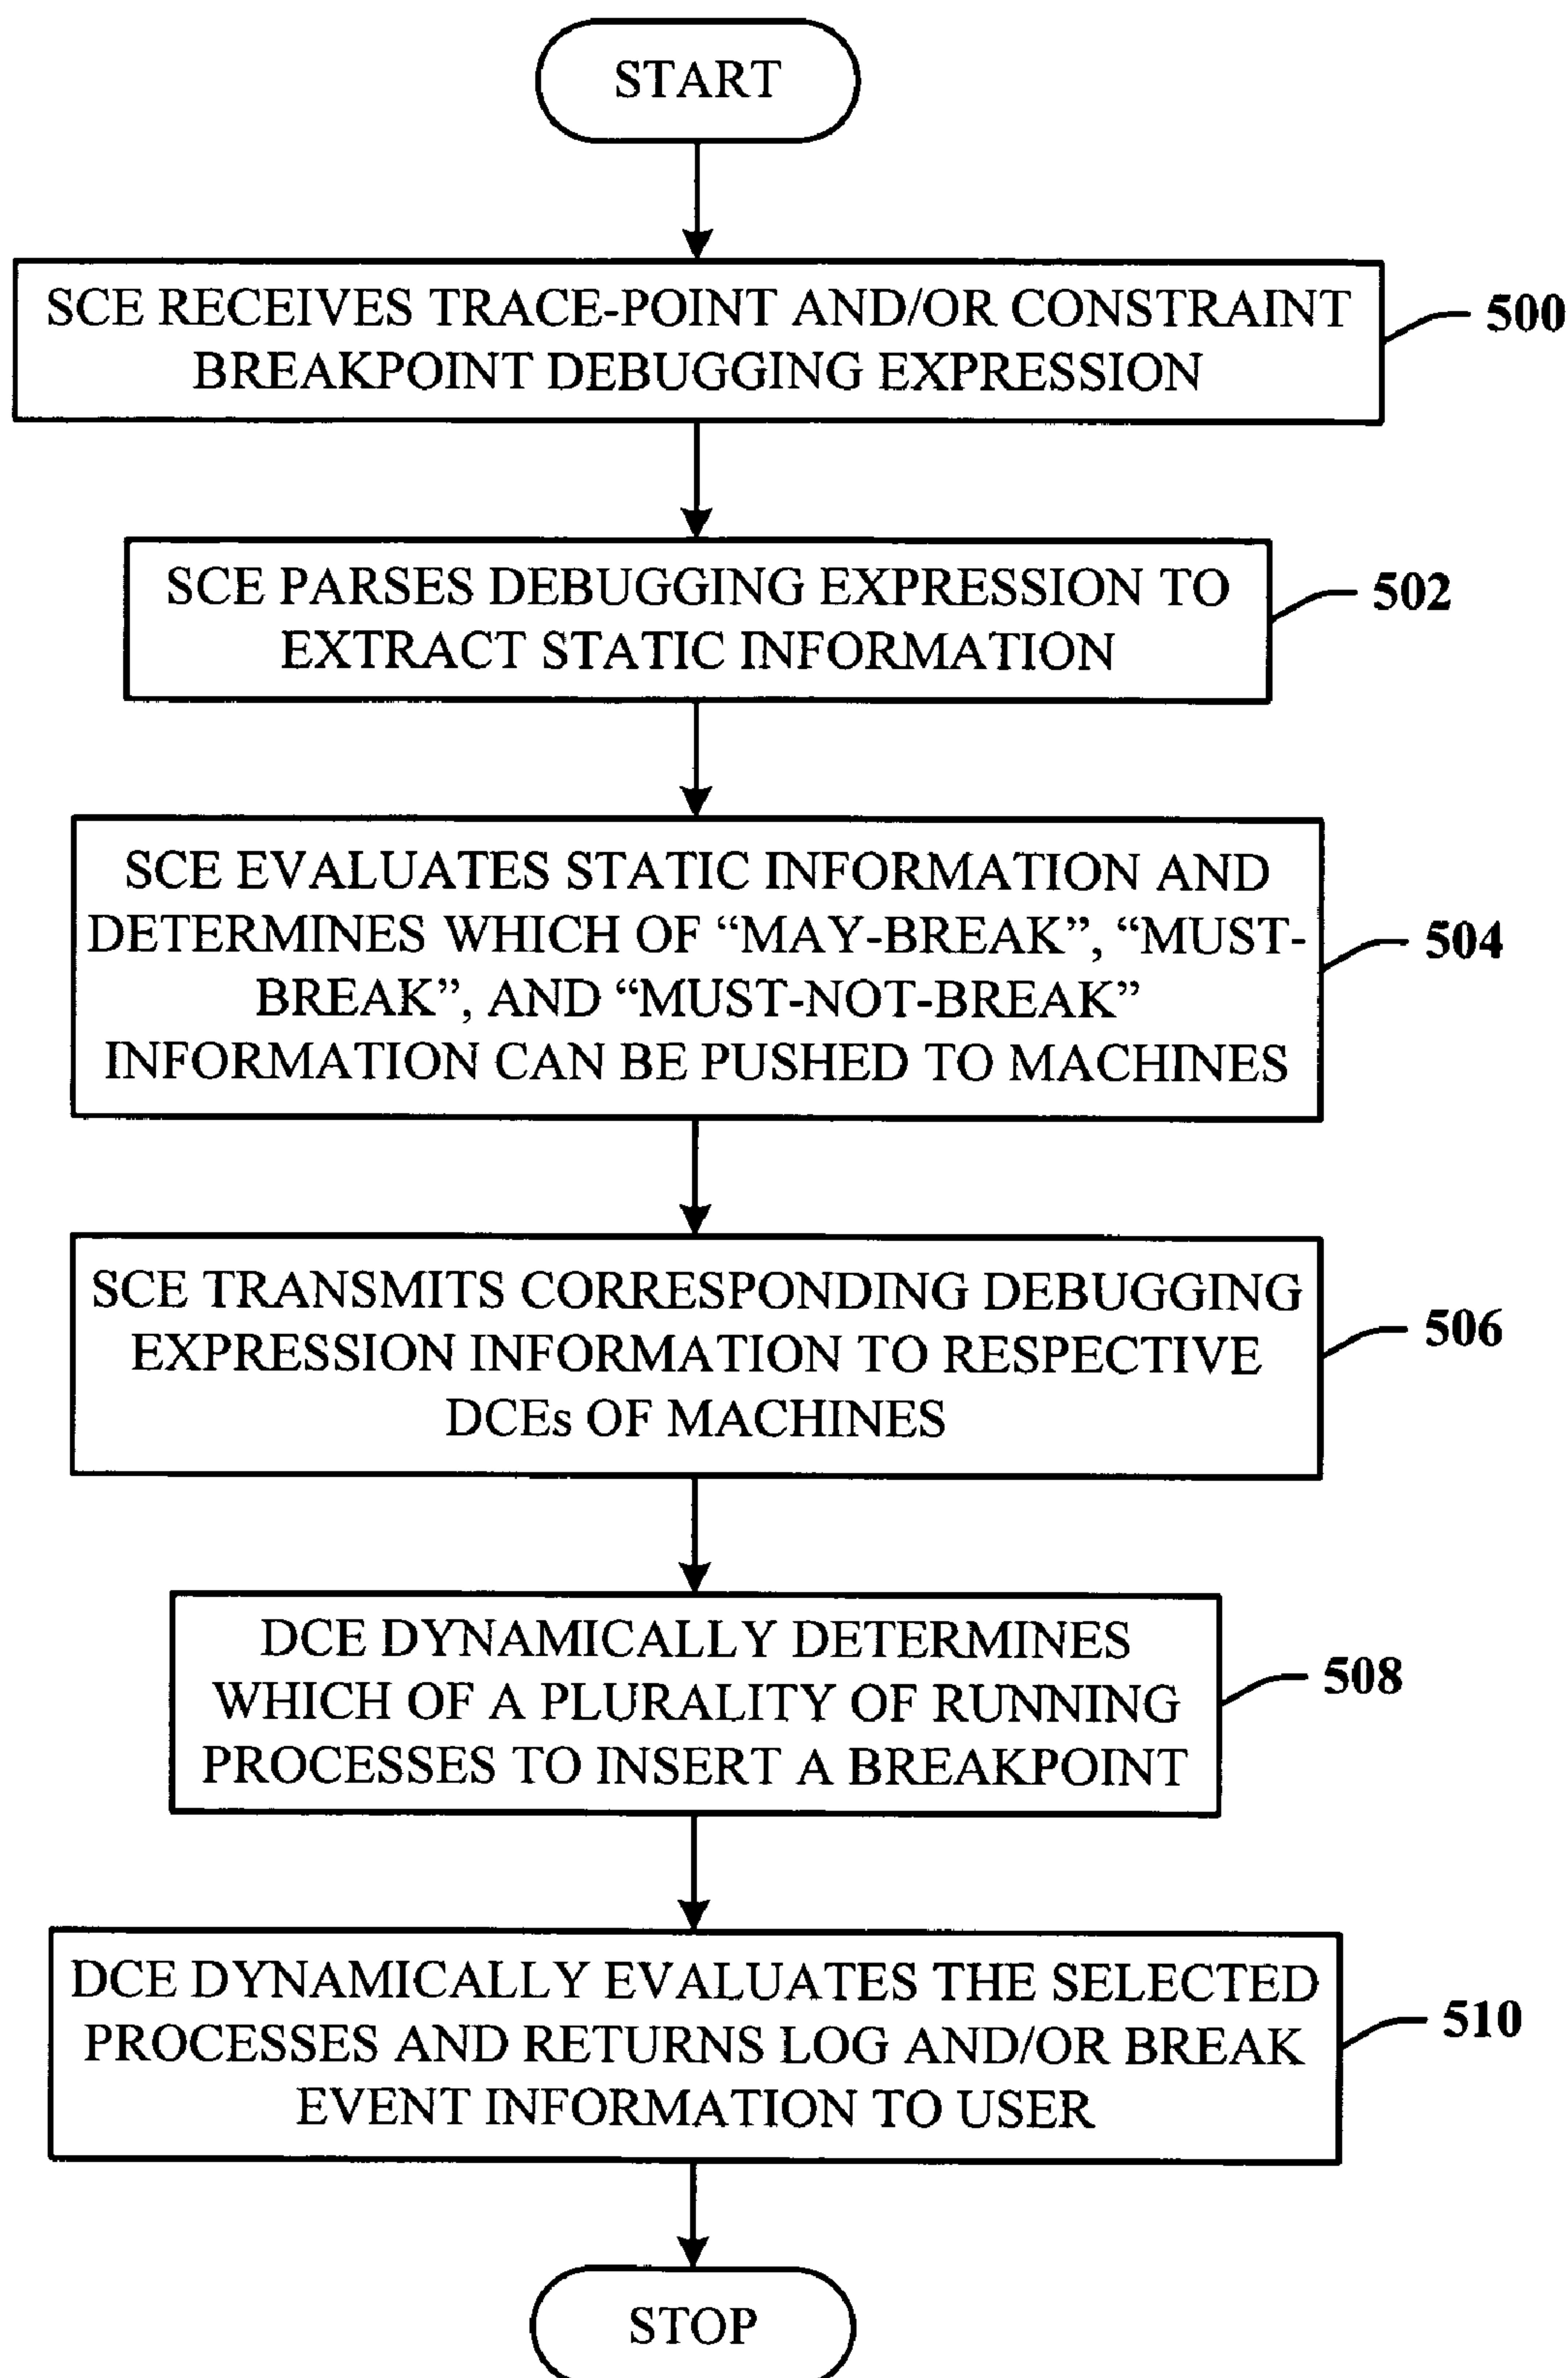 START
SCE RECEIVES TRACE-POINT AND/OR CONSTRAINT
BREAKPOINT DEBUGGING EXPRESSION
500
SCE PARSES DEBUGGING EXPRESSION TO
EXTRACT STATIC INFORMATION
502
SCE EVALUATES STATIC INFORMATION AND
DETERMINES WHICH OF “MAY-BREAK”, “MUST-
BREAK”, AND “MUST-NOT-BREAK”
INFORMATION CAN BE PUSHED TO MACHINES
504
SCE TRANSMITS CORRESPONDING DEBUGGING
EXPRESSION INFORMATION TO RESPECTIVE
DCEs OF MACHINES
506
DCE DYNAMICALLY DETERMINES
WHICH OF A PLURALITY OF RUNNING
PROCESSES TO INSERT A BREAKPOINT
508
DCE DYNAMICALLY EVALUATES THE SELECTED
PROCESSES AND RETURNS LOG AND/OR BREAK
EVENT INFORMATION TO USER
510
STOP